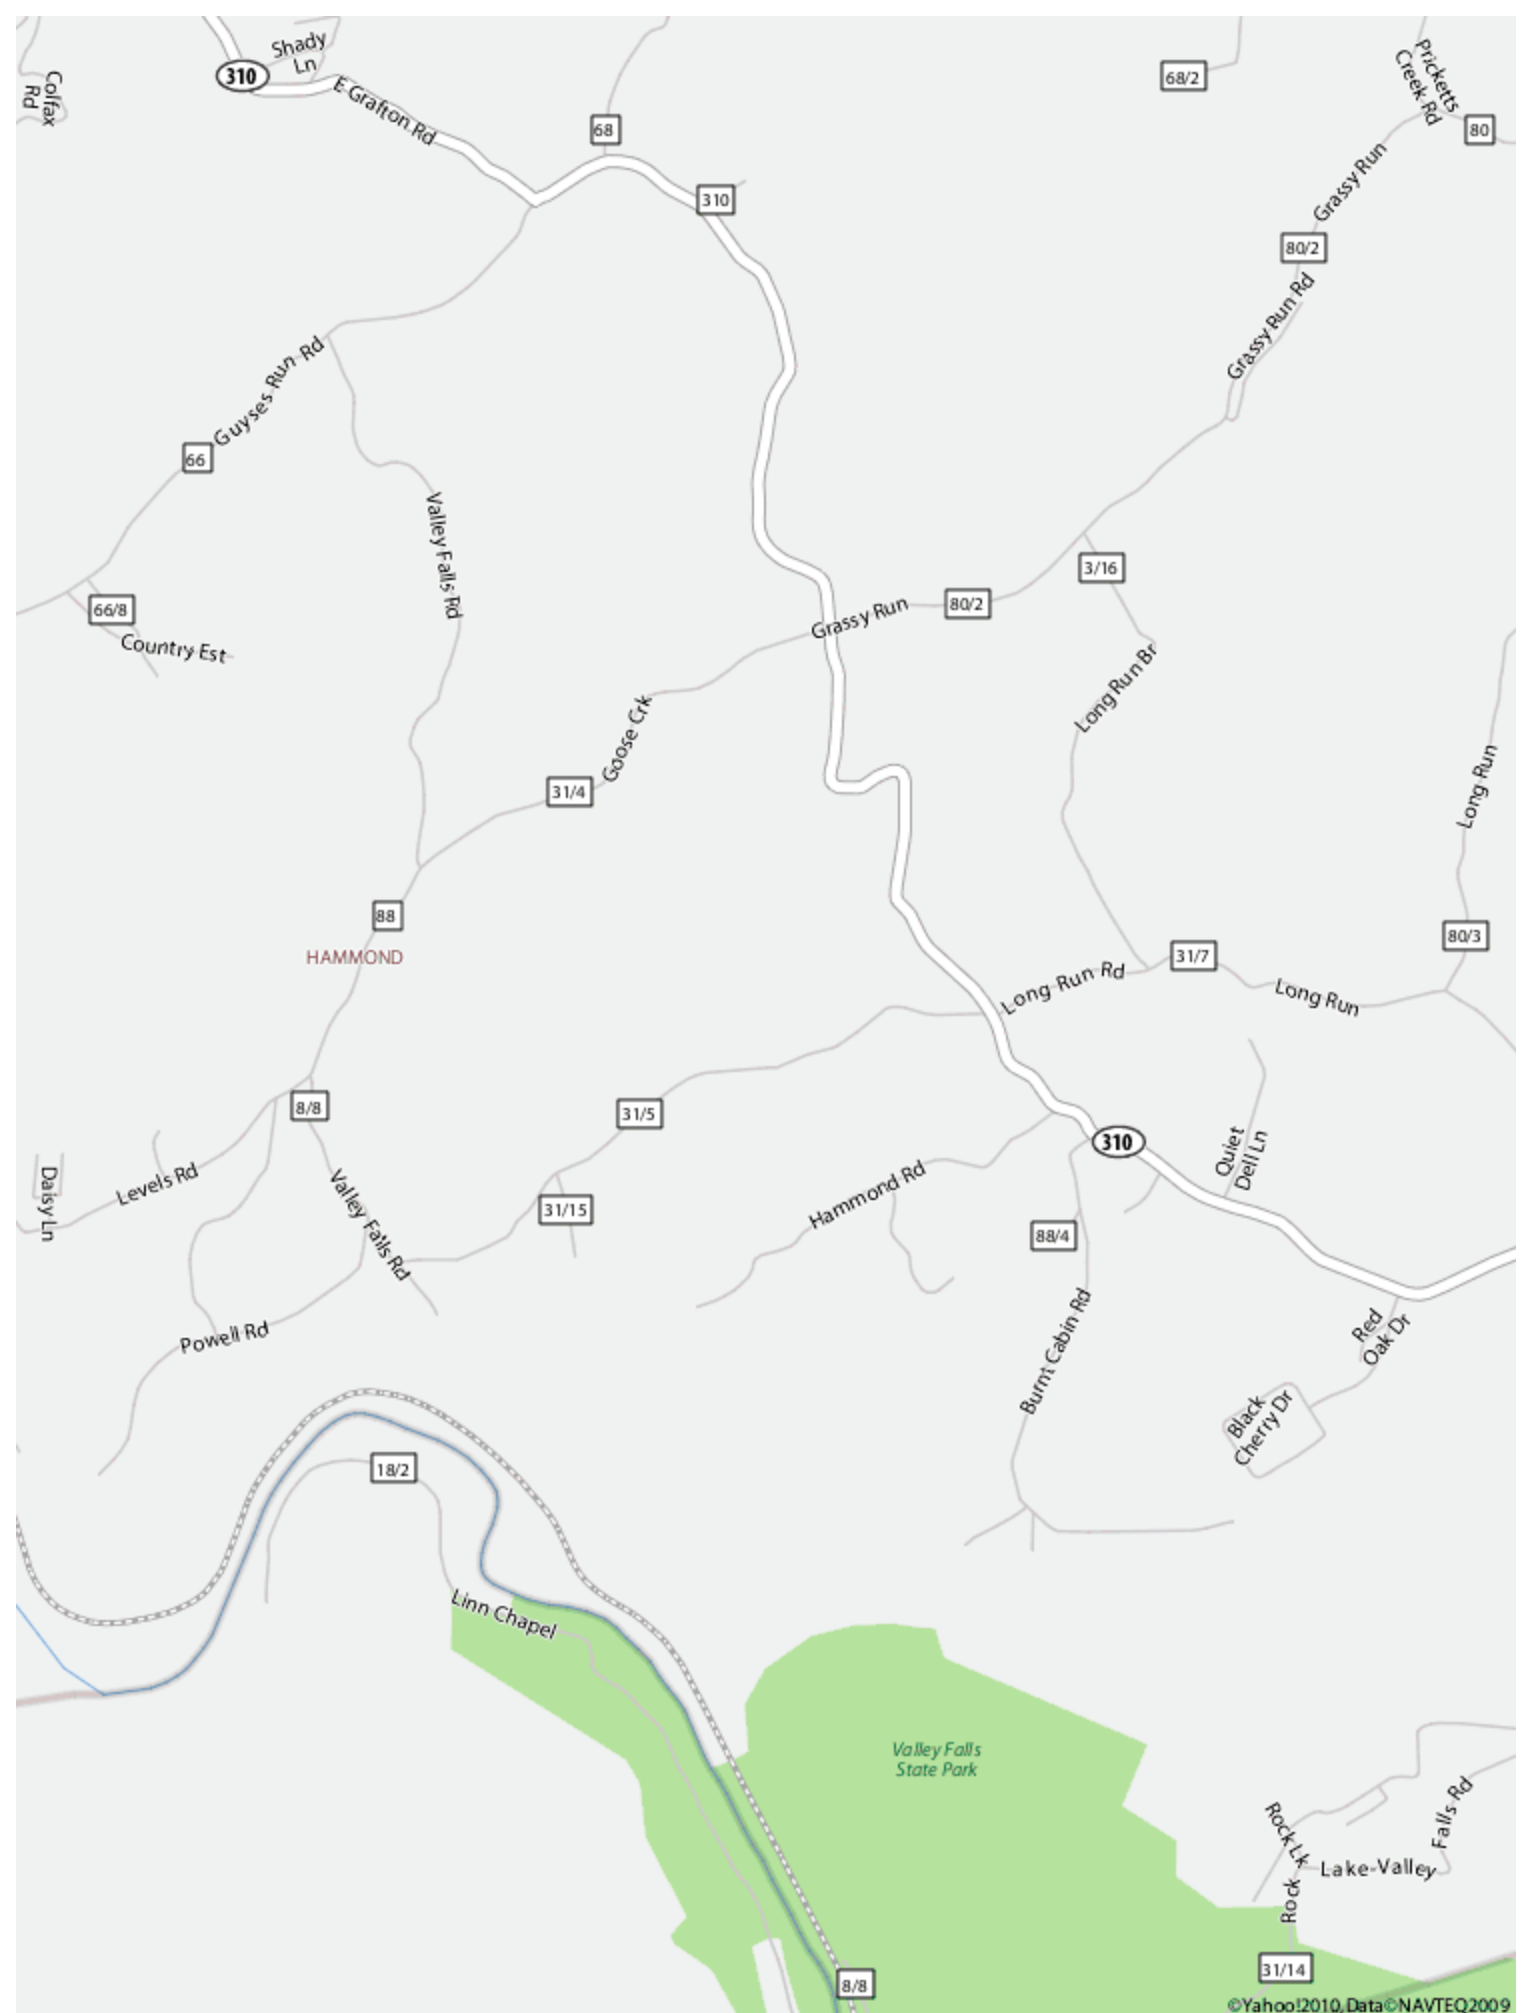 Shady
Ln
310
Colfax
Rd
E Grafton Rd
68
310
68/2
Pricketts
Creek Rd
80
Grassy Run
80/2
Grassy Run Rd
Guyses Run Rd
66
Valley Falls Rd
66/8
Country Est
3/16
80/2
Grassy Run
Long Run Br
Goose Crk
31/4
Long Run
88
HAMMOND
80/3
31/7
Long Run Rd
Long Run
8/8
31/5
310
Quiet
Dell Ln
Daisy Ln
Levels Rd
Valley Falls Rd
31/15
Hammond Rd
88/4
Powell Rd
Burnt Cabin Rd
Red
Oak Dr
Black
Cherry Dr
18/2
Linn Chapel
Valley Falls
State Park
Rock Lk
Falls Rd
Lake-Valley
Rock
31/14
8/8
©Yahoo!2010, Data©NAVTEQ2009